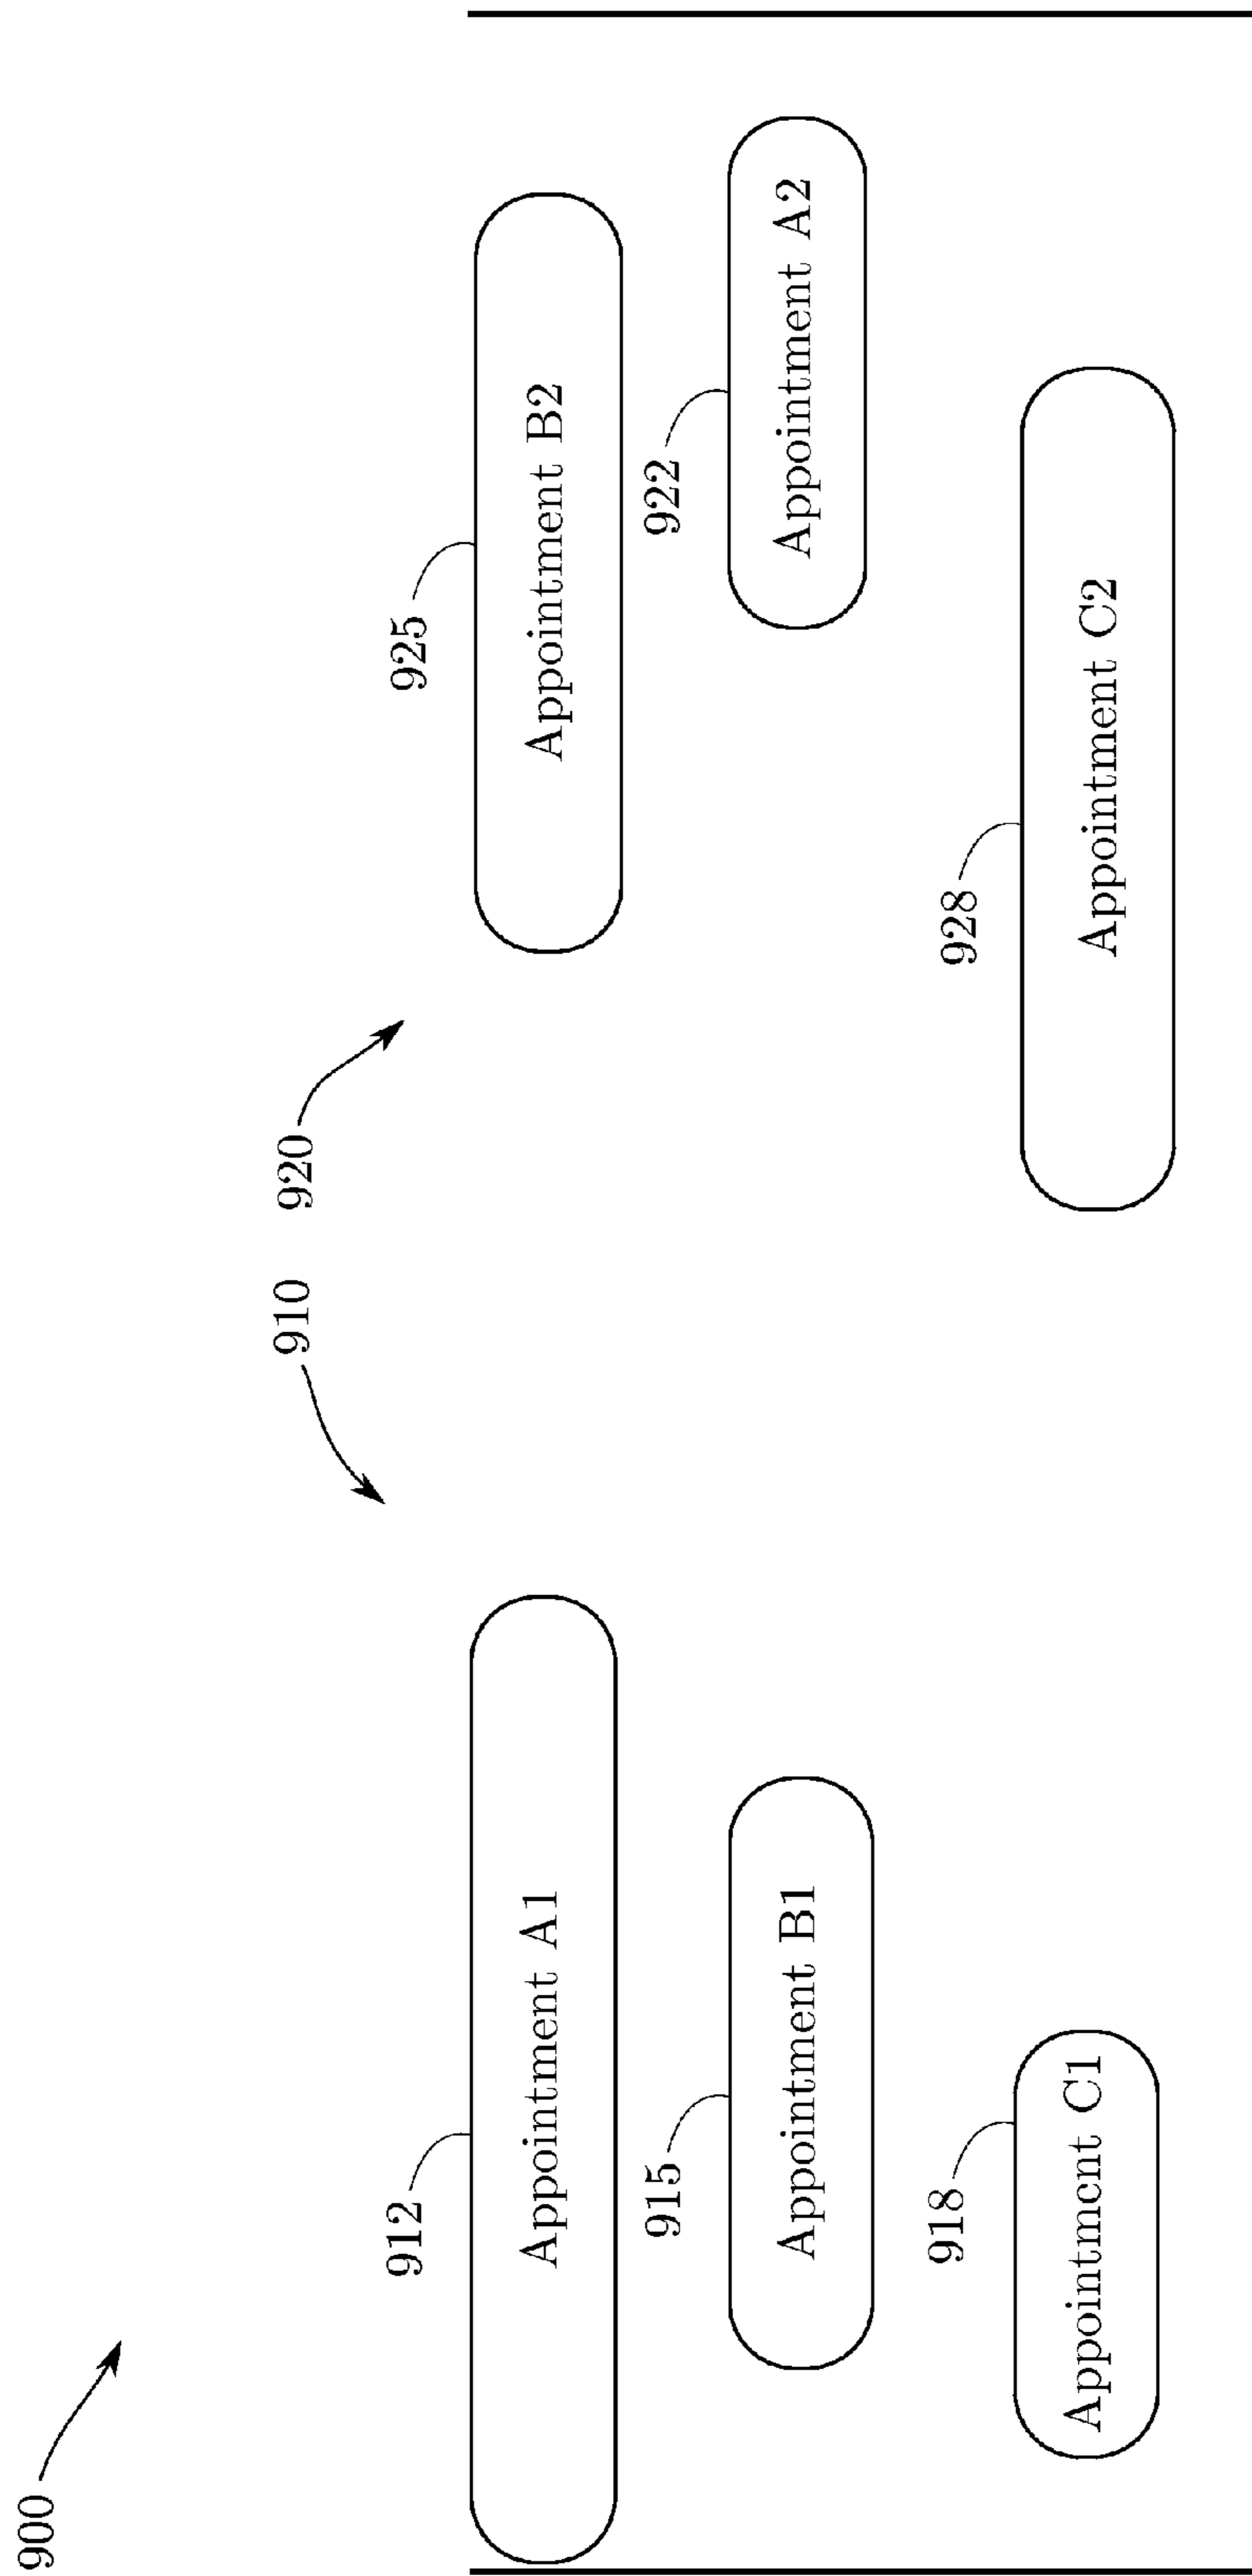 900
910
920
912
925
Appointment A1
Appointment B2
915
922
Appointment B1
Appointment A2
918
928
Appointment C1
Appointment C2